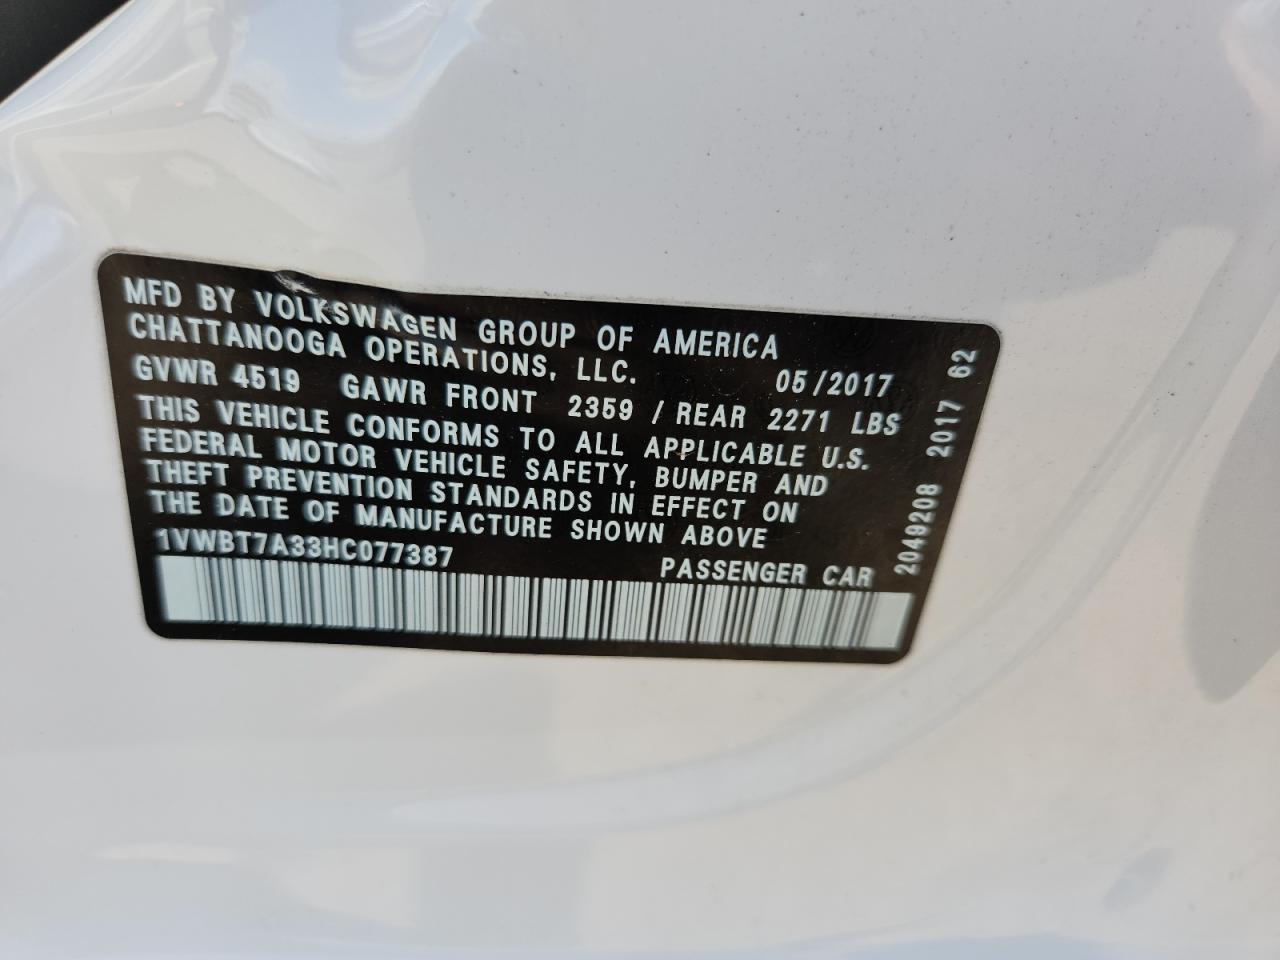 MFD BY VOLKSWAGEN GROUP OF AMERICA
CHATTANOOGA OPERATIONS, LLC.
05/2017
GVWR 4519 GAWR FRONT 2359 / REAR 2271 LBS
THIS VEHICLE CONFORMS TO ALL APPLICABLE U.S.
FEDERAL MOTOR VEHICLE SAFETY, BUMPER AND
THEFT PREVENTION STANDARDS IN EFFECT ON
THE DATE OF MANUFACTURE SHOWN ABOVE
1VWBT7A33HC077387
PASSENGER CAR
2049208 2017 62